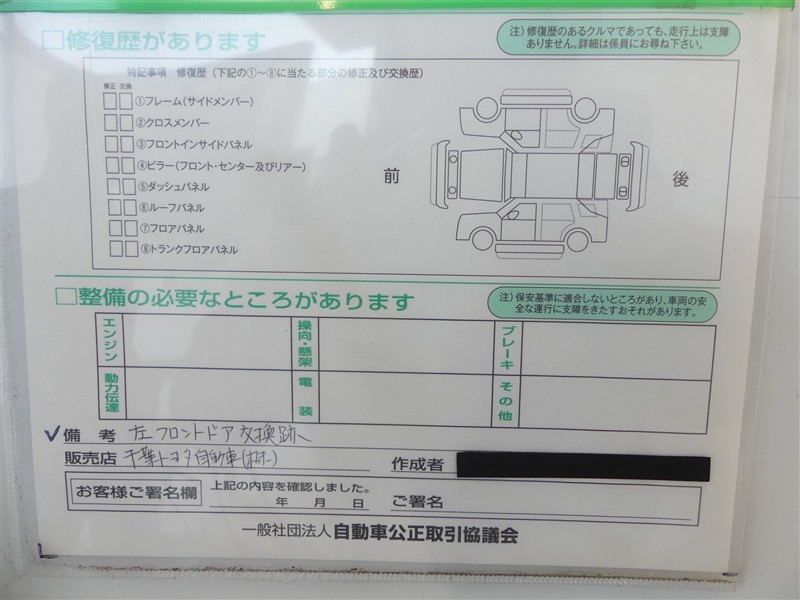 □修復歴があります
注）修復歴のあるクルマであっても、走行上は支障
ありません。詳細は係員にお尋ね下さい。
特記事項 修復歴（下記の①～⑧に当たる部分の修正及び交換歴）
修正 交換
□□①フレーム（サイドメンバー）
□□②クロスメンバー
□□③フロントインサイドパネル
□□④ピラー（フロント・センター及びリアー）
□□⑤ダッシュパネル
□□⑥ルーフパネル
□□⑦フロアパネル
□□⑧トランクフロアパネル
前
後
□整備の必要なところがあります
注）保安基準に適合しないところがあり、車両の安
全な運行に支障をきたすおそれがあります。
エンジン
操向・懸架
ブレーキ
動力伝達
電装
その他
✓備考 左フロントドア交換跡
販売店 千葉トヨタ自動車(株)
作成者
お客様ご署名欄
上記の内容を確認しました。
年 月 日
ご署名
一般社団法人 自動車公正取引協議会